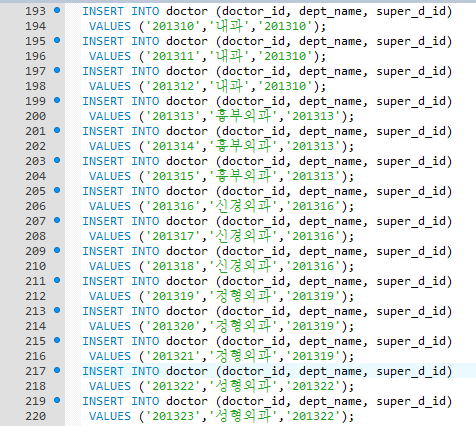 193 INSERT INTO doctor (doctor_id, dept_name, super_d_id)
194 VALUES ('201310','내과','201310');
195 INSERT INTO doctor (doctor_id, dept_name, super_d_id)
196 VALUES ('201311','내과','201310');
197 INSERT INTO doctor (doctor_id, dept_name, super_d_id)
198 VALUES ('201312','내과','201310');
199 INSERT INTO doctor (doctor_id, dept_name, super_d_id)
200 VALUES ('201313','흉부외과','201313');
201 INSERT INTO doctor (doctor_id, dept_name, super_d_id)
202 VALUES ('201314','흉부외과','201313');
203 INSERT INTO doctor (doctor_id, dept_name, super_d_id)
204 VALUES ('201315','흉부외과','201313');
205 INSERT INTO doctor (doctor_id, dept_name, super_d_id)
206 VALUES ('201316','신경외과','201316');
207 INSERT INTO doctor (doctor_id, dept_name, super_d_id)
208 VALUES ('201317','신경외과','201316');
209 INSERT INTO doctor (doctor_id, dept_name, super_d_id)
210 VALUES ('201318','신경외과','201316');
211 INSERT INTO doctor (doctor_id, dept_name, super_d_id)
212 VALUES ('201319','정형외과','201319');
213 INSERT INTO doctor (doctor_id, dept_name, super_d_id)
214 VALUES ('201320','정형외과','201319');
215 INSERT INTO doctor (doctor_id, dept_name, super_d_id)
216 VALUES ('201321','정형외과','201319');
217 INSERT INTO doctor (doctor_id, dept_name, super_d_id)
218 VALUES ('201322','성형외과','201322');
219 INSERT INTO doctor (doctor_id, dept_name, super_d_id)
220 VALUES ('201323','성형외과','201322');